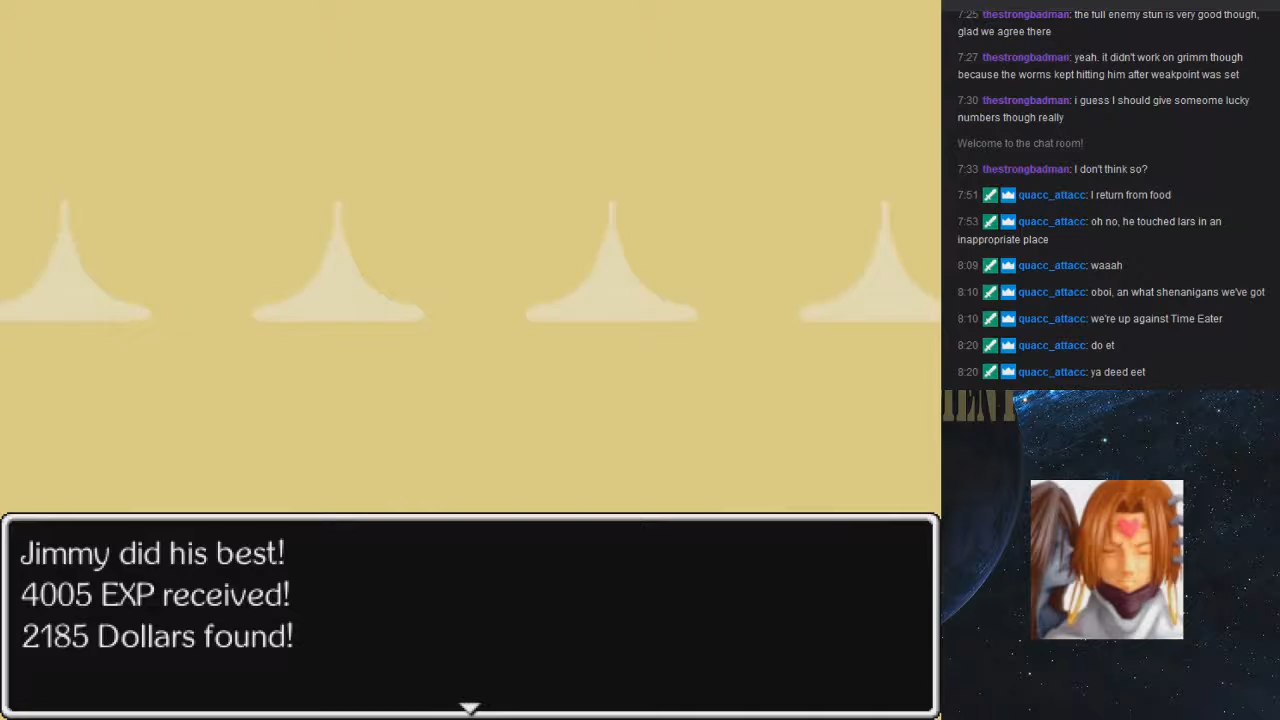 Jimmy did his best!
4005 EXP received!
2185 Dollars found!
7:25 thestrongbadman: the full enemy stun is very good though,
glad we agree there
7:27 thestrongbadman: yeah. it didn't work on grimm though
because the worms kept hitting him after weakpoint was set
7:30 thestrongbadman: i guess I should give someome lucky
numbers though really
Welcome to the chat room!
7:33 thestrongbadman: I don't think so?
7:51 quacc_attacc: I return from food
7:53 quacc_attacc: oh no, he touched lars in an
inappropriate place
8:09 quacc_attacc: waaah
8:10 quacc_attacc: oboi, an what shenanigans we've got
8:10 quacc_attacc: we're up against Time Eater
8:20 quacc_attacc: do et
8:20 quacc_attacc: ya deed eet